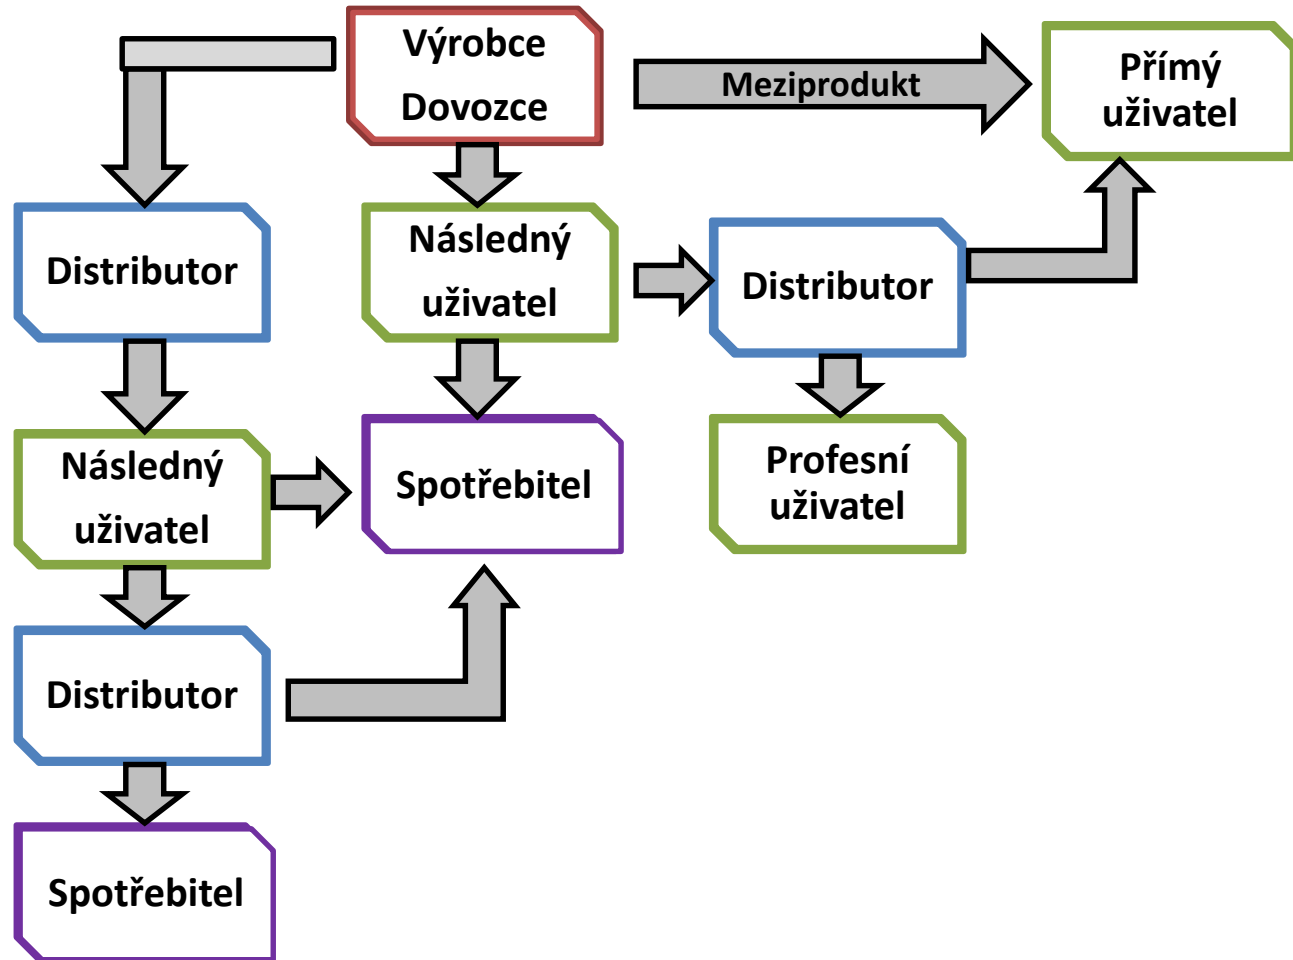 Výrobce
Dovozce
Meziprodukt
Přímý
uživatel
Distributor
Následný
uživatel
Distributor
Následný
uživatel
Spotřebitel
Profesní
uživatel
Distributor
Spotřebitel